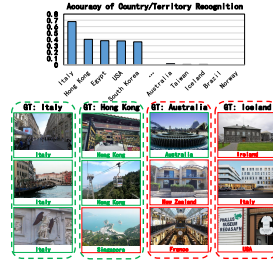 Accuracy of Country/Territory Recognition
0.8
0.7
0.6
0.5
0.4
0.3
0.2
0.1
0
Italy
Hong Kong
Egypt
USA
South Korea
...
Australia
Taiwan
Iceland
Brazil
Norway
GT: Italy
GT: Hong Kong
GT: Australia
GT: Iceland
Italy
Hong Kong
Australia
Ireland
Italy
Hong Kong
New Zealand
Italy
PHALLUS
MUSEUM
Italy
Singapore
France
USA